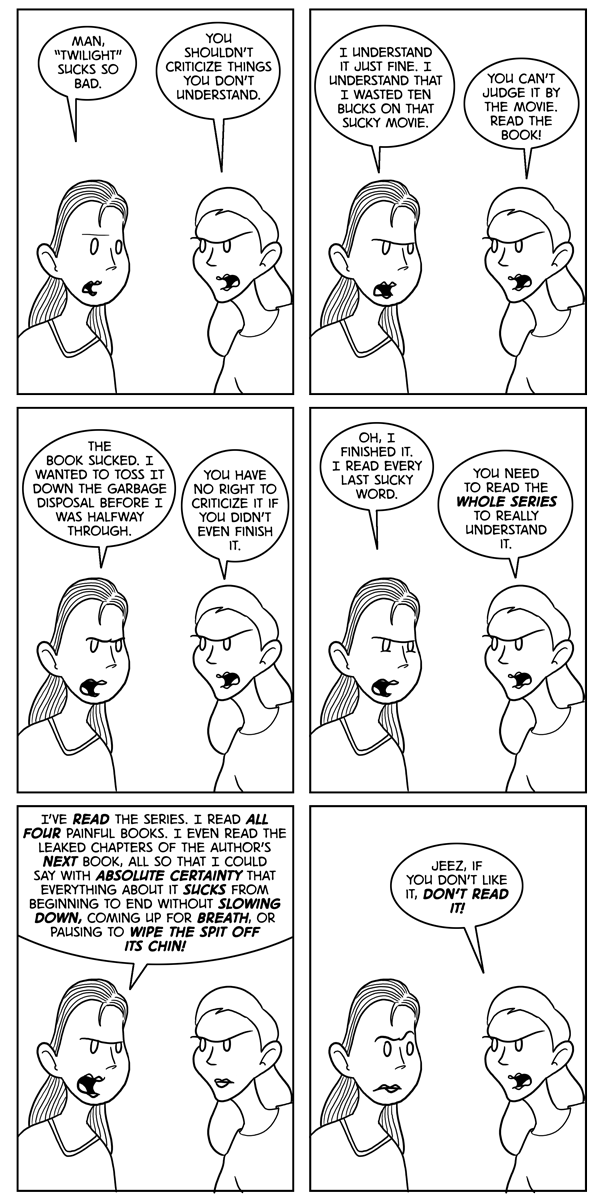 MAN,
"TWILIGHT"
SUCKS SO
BAD.
YOU
SHOULDN'T
CRITICIZE THINGS
YOU DON'T
UNDERSTAND.
I UNDERSTAND
IT JUST FINE. I
UNDERSTAND THAT
I WASTED TEN
BUCKS ON THAT
SUCKY MOVIE.
YOU CAN'T
JUDGE IT BY
THE MOVIE.
READ THE
BOOK!
THE
BOOK SUCKED. I
WANTED TO TOSS IT
DOWN THE GARBAGE
DISPOSAL BEFORE I
WAS HALFWAY
THROUGH.
YOU HAVE
NO RIGHT TO
CRITICIZE IT IF
YOU DIDN'T
EVEN FINISH
IT.
OH, I
FINISHED IT.
I READ EVERY
LAST SUCKY
WORD.
YOU NEED
TO READ THE
WHOLE SERIES
TO REALLY
UNDERSTAND
IT.
I'VE READ THE SERIES. I READ ALL
FOUR PAINFUL BOOKS. I EVEN READ THE
LEAKED CHAPTERS OF THE AUTHOR'S
NEXT BOOK, ALL SO THAT I COULD
SAY WITH ABSOLUTE CERTAINTY THAT
EVERYTHING ABOUT IT SUCKS FROM
BEGINNING TO END WITHOUT SLOWING
DOWN, COMING UP FOR BREATH, OR
PAUSING TO WIPE THE SPIT OFF
ITS CHIN!
JEEZ, IF
YOU DON'T LIKE
IT, DON'T READ
IT!